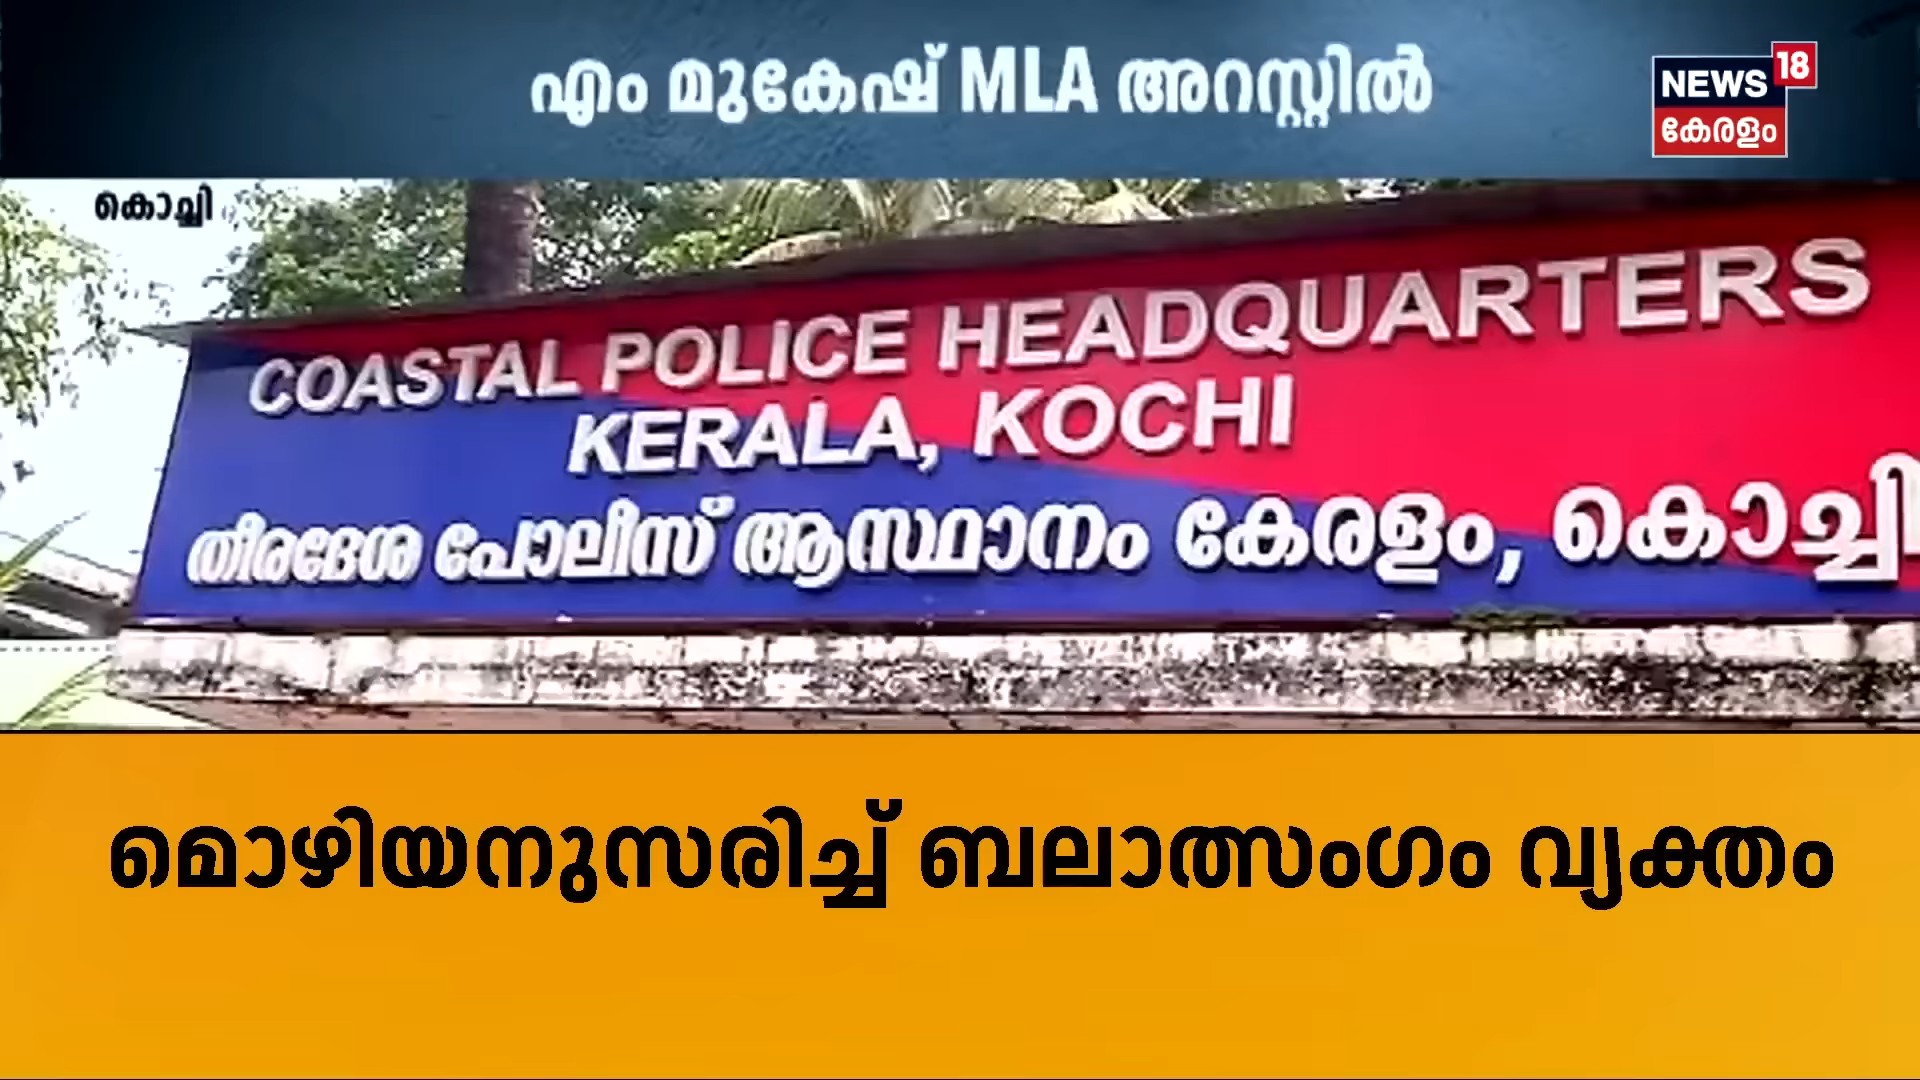 എം മുകേഷ് MLA അറസ്റ്റിൽ
NEWS 18
കേരളം
കൊച്ചി
COASTAL POLICE HEADQUARTERS
KERALA, KOCHI
തീരദേശ പോലീസ് ആസ്ഥാനം കേരളം, കൊച്ചി
മൊഴിയനുസരിച്ച് ബലാത്സംഗം വ്യക്തം